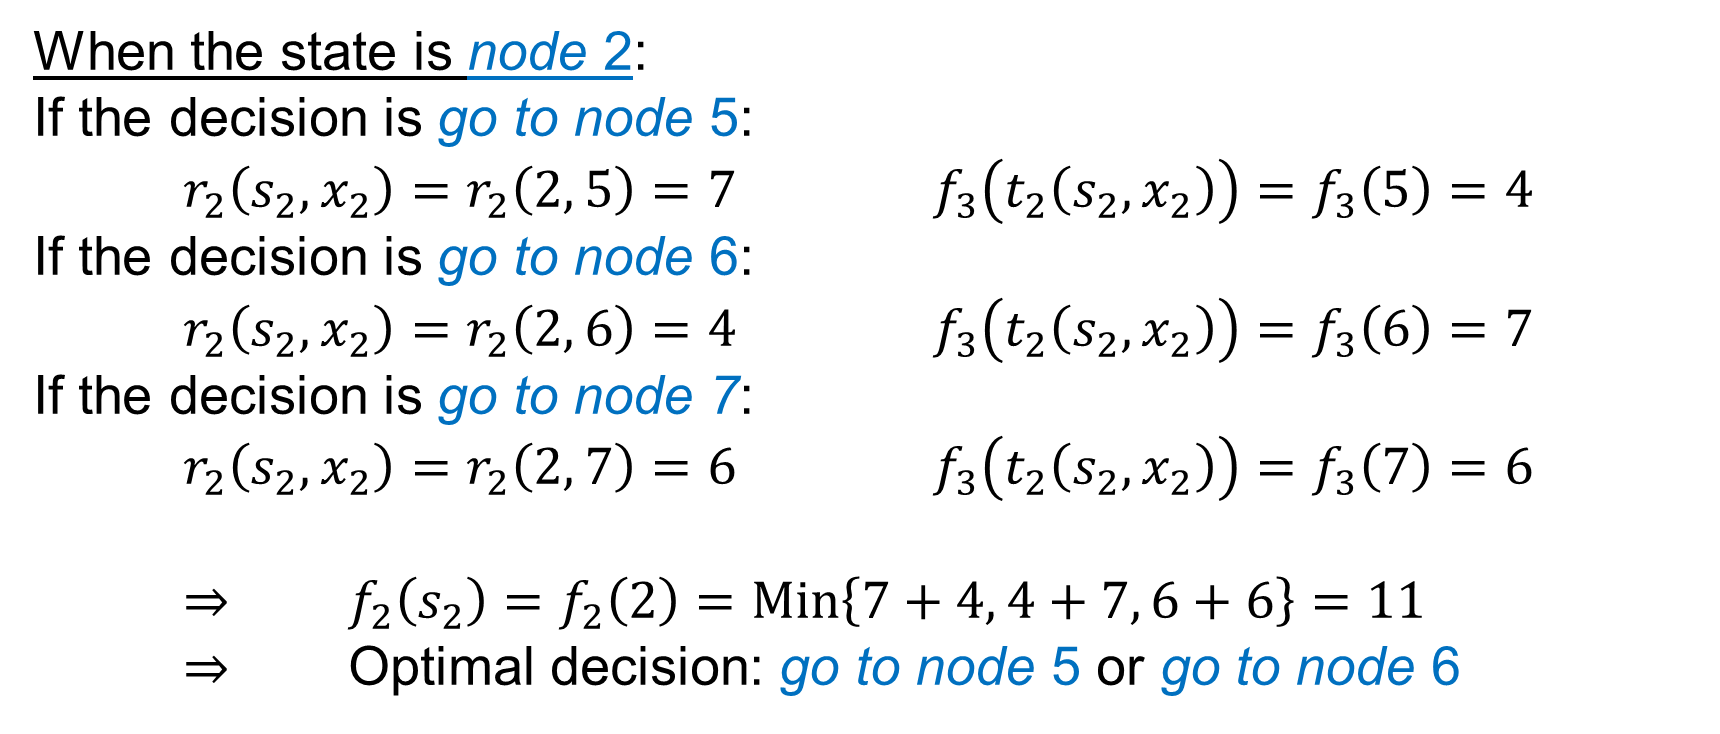 When the state is node 2:
If the decision is go to node 5:
r₂(s₂, x₂) = r₂(2, 5) = 7 f₃(t₂(s₂, x₂)) = f₃(5) = 4
If the decision is go to node 6:
r₂(s₂, x₂) = r₂(2, 6) = 4 f₃(t₂(s₂, x₂)) = f₃(6) = 7
If the decision is go to node 7:
r₂(s₂, x₂) = r₂(2, 7) = 6 f₃(t₂(s₂, x₂)) = f₃(7) = 6
⇒ f₂(s₂) = f₂(2) = Min{7 + 4, 4 + 7, 6 + 6} = 11
⇒ Optimal decision: go to node 5 or go to node 6